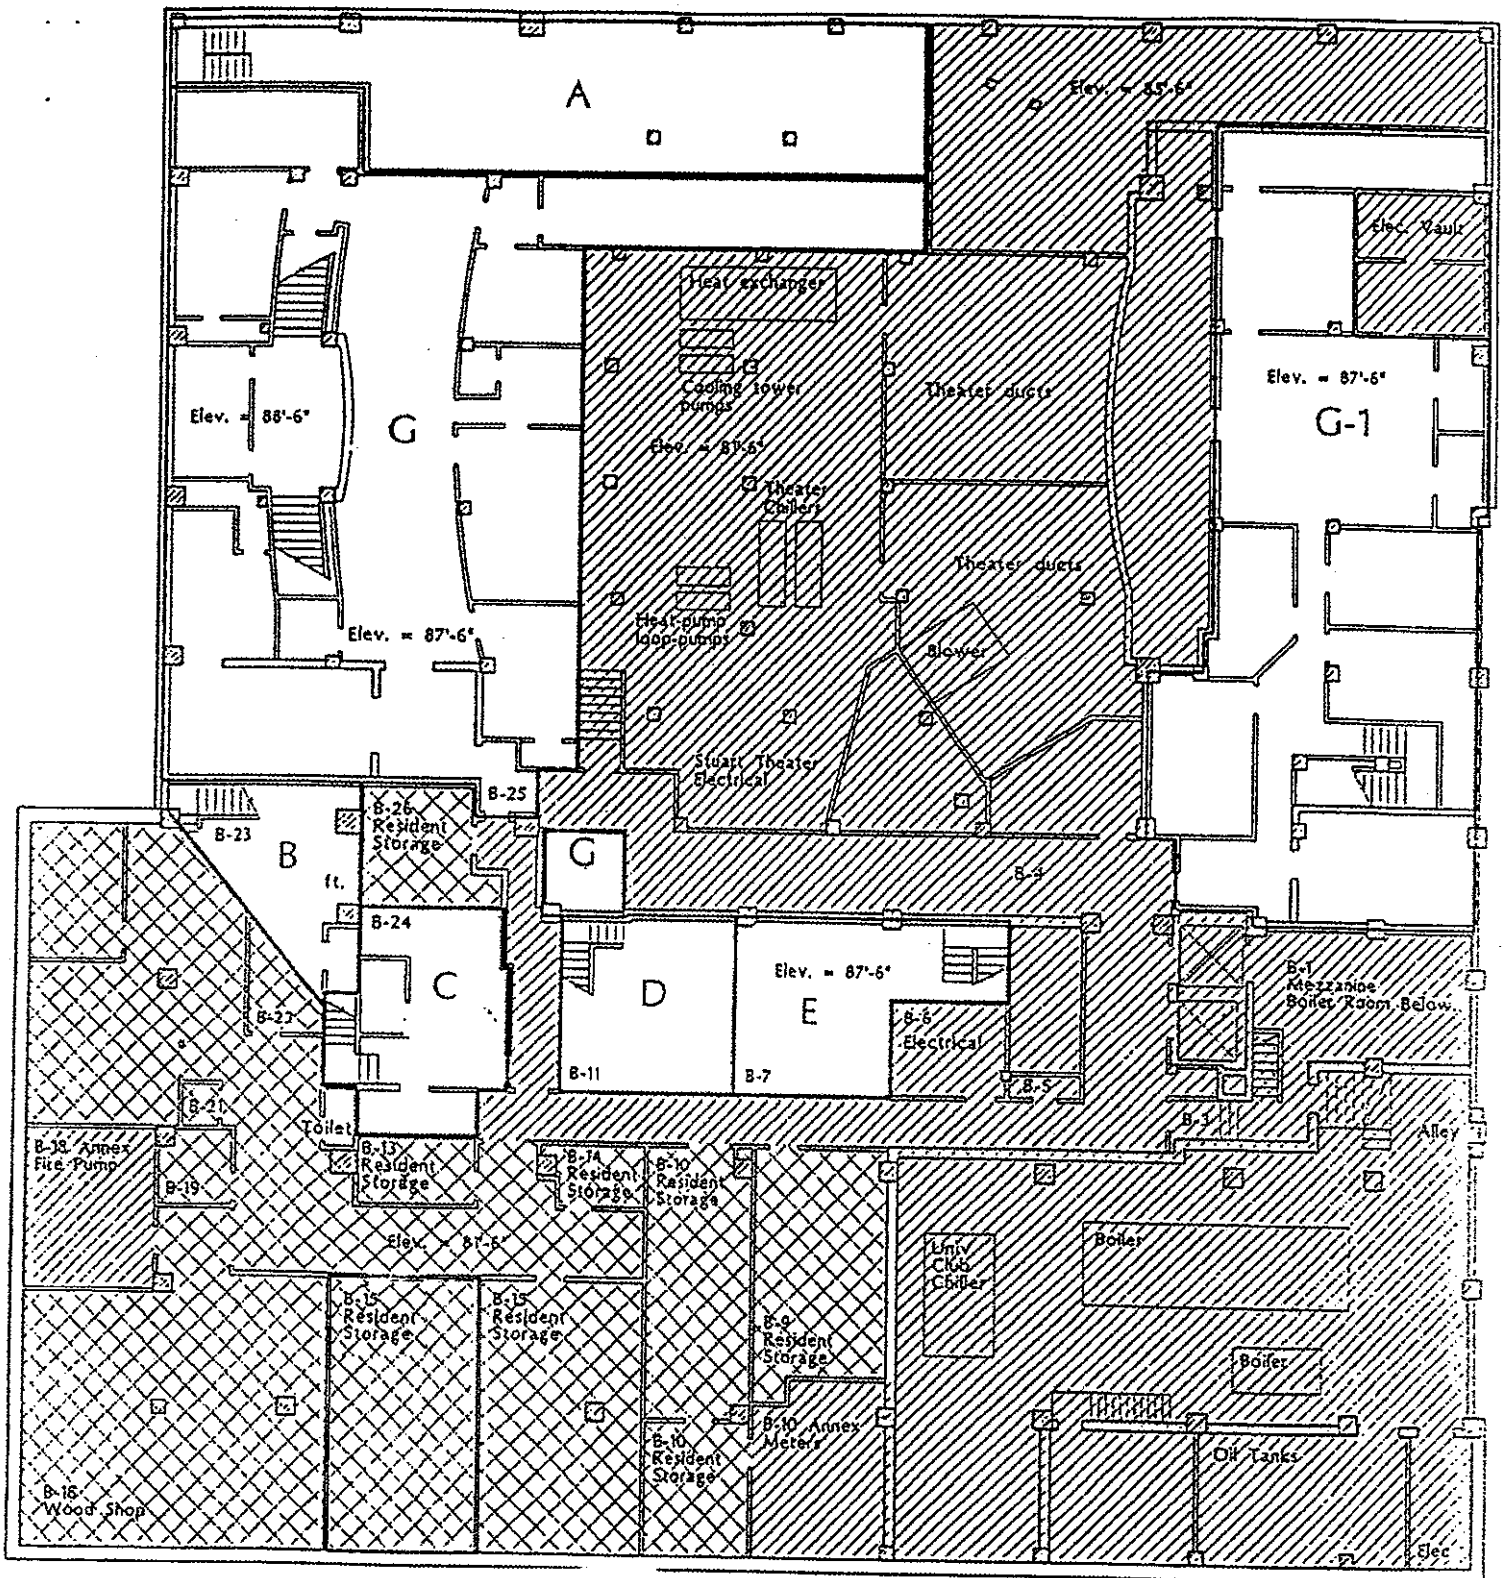 A
Elev. = 85'-6"
Elec. Vault
Heat exchanger
Cooling tower
pumps
Theater ducts
Elev. = 87'-6"
G-1
Elev. = 88'-6"
G
Elev. = 81'-6"
Theater
Chillers
Theater ducts
Heat-pump
loop-pumps
Blower
Elev. = 87'-6"
Stuart Theater
Electrical
B-25
B-26
Resident
Storage
B-23
B
G
ft.
B-4
B-24
C
D
Elev. = 87'-6"
E
B-1
Mezzanine
Boiler Room Below
B-6
Electrical
B-23
B-11
B-7
B-5
B-21
B-3
Toilet
Alley
B-18 Annex
Fire Pump
B-13
Resident
Storage
B-14
Resident
Storage
B-10
Resident
Storage
B-19
Elev. = 81'-6"
Univ
Club
Chiller
Boiler
B-15
Resident
Storage
B-15
Resident
Storage
B-9
Resident
Storage
Boiler
B-10
Resident
Storage
B-10 Annex
Meters
Oil Tanks
B-18
Wood Shop
Elec